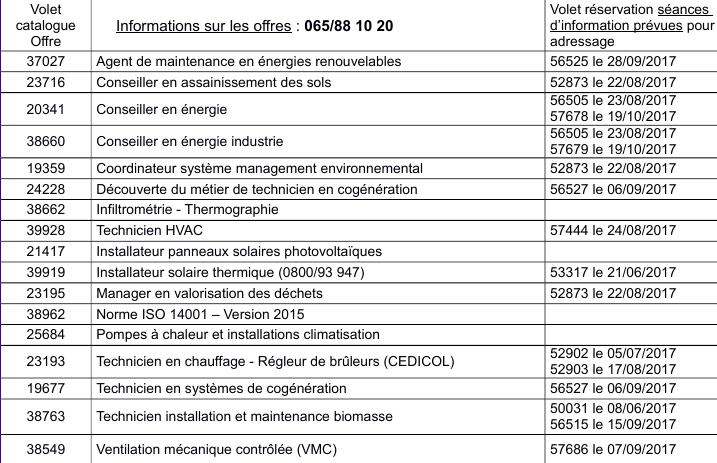 Volet
catalogue
Offre
Informations sur les offres : 065/88 10 20
Volet réservation séances
d'information prévues pour
adressage
37027 Agent de maintenance en énergies renouvelables 56525 le 28/09/2017
23716 Conseiller en assainissement des sols 52873 le 22/08/2017
20341 Conseiller en énergie 56505 le 23/08/2017
57678 le 19/10/2017
38660 Conseiller en énergie industrie 56505 le 23/08/2017
57679 le 19/10/2017
19359 Coordinateur système management environnemental 52873 le 22/08/2017
24228 Découverte du métier de technicien en cogénération 56527 le 06/09/2017
38662 Infiltrométrie - Thermographie
39928 Technicien HVAC 57444 le 24/08/2017
21417 Installateur panneaux solaires photovoltaïques
39919 Installateur solaire thermique (0800/93 947) 53317 le 21/06/2017
23195 Manager en valorisation des déchets 52873 le 22/08/2017
38962 Norme ISO 14001 – Version 2015
25684 Pompes à chaleur et installations climatisation
23193 Technicien en chauffage - Régleur de brûleurs (CEDICOL) 52902 le 05/07/2017
52903 le 17/08/2017
19677 Technicien en systèmes de cogénération 56527 le 06/09/2017
38763 Technicien installation et maintenance biomasse 50031 le 08/06/2017
56515 le 15/09/2017
38549 Ventilation mécanique contrôlée (VMC) 57686 le 07/09/2017